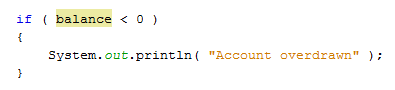 if ( balance < 0 )
{
    System.out.println( "Account overdrawn" );
}